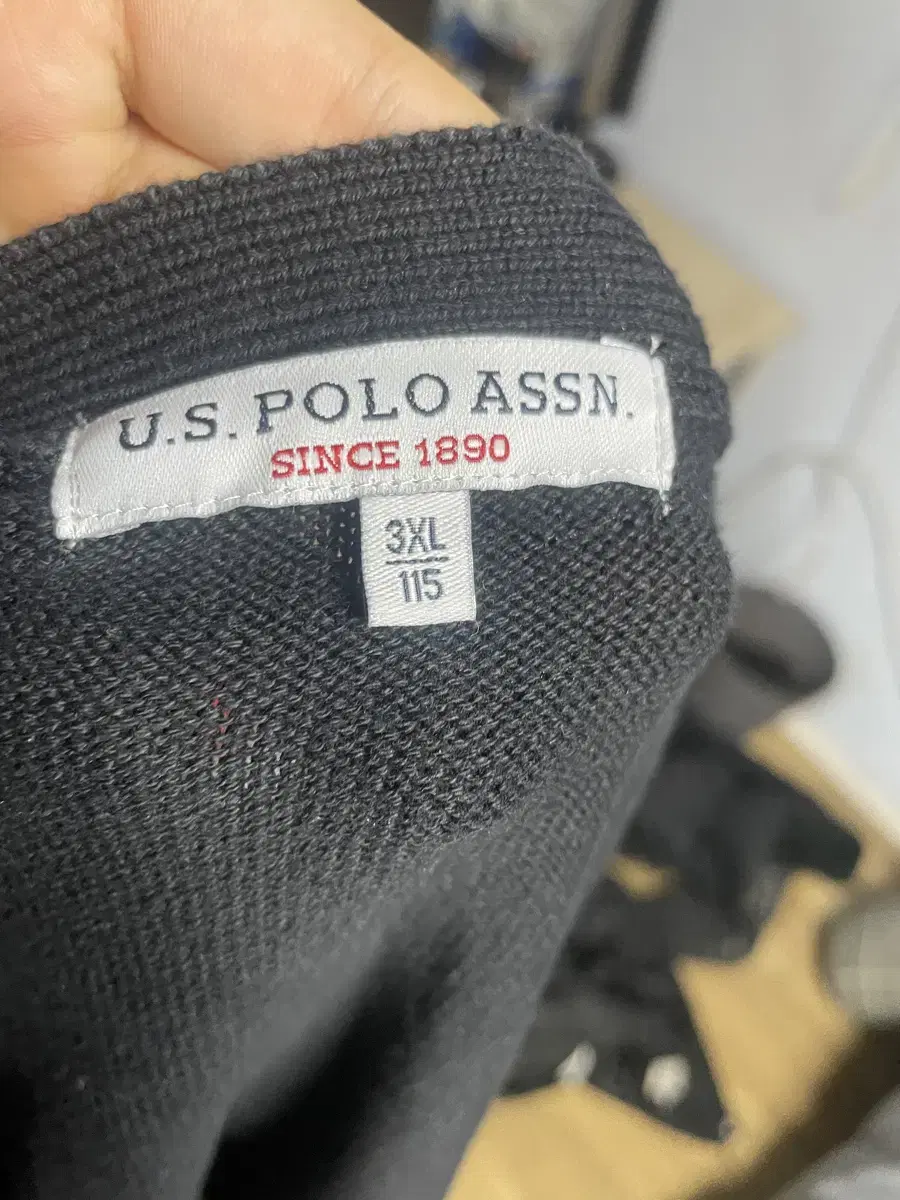 U.S. POLO ASSN.
SINCE 1890
3XL
115